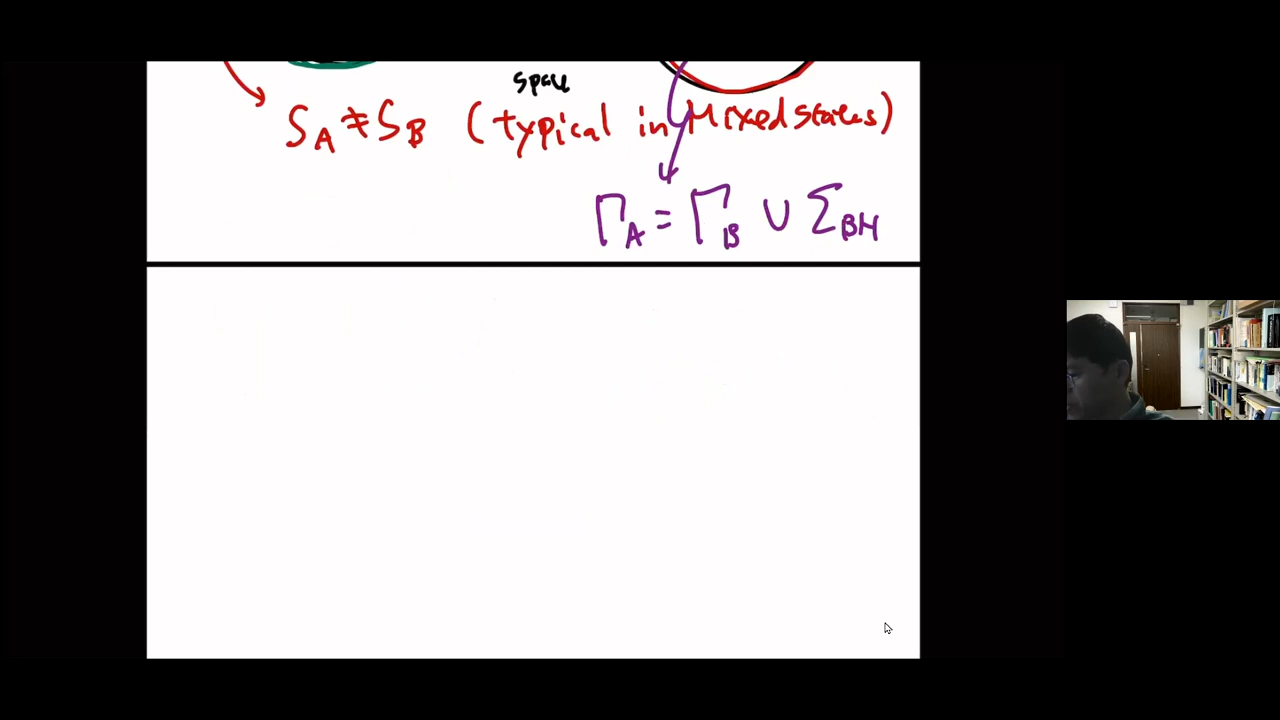 space
S_A ≠ S_B (typical in Mixed states)
Γ_A = Γ_B ∪ Σ_BH